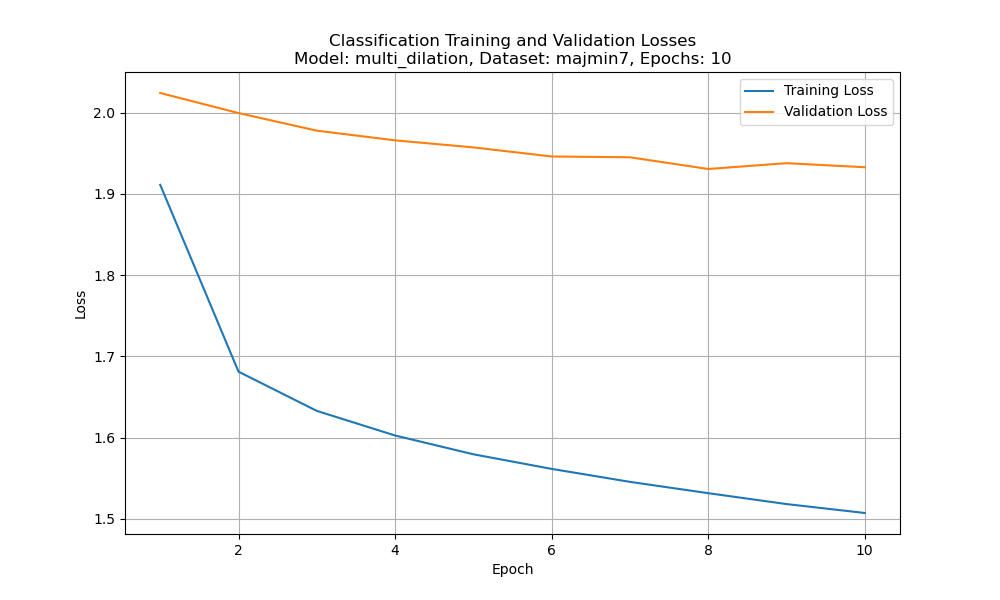 Classification Training and Validation Losses
Model: multi_dilation, Dataset: majmin7, Epochs: 10
Training Loss
Validation Loss
2.0
1.9
1.8
1.7
1.6
1.5
Loss
2
4
6
8
10
Epoch